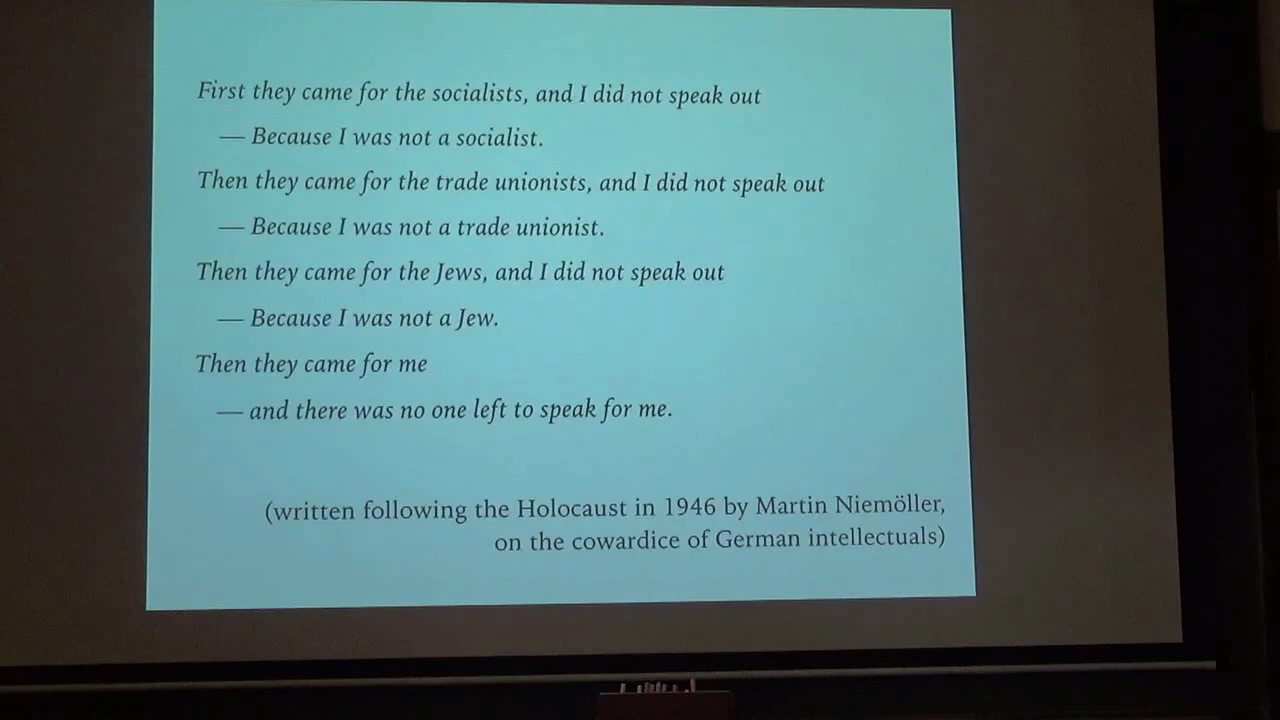 First they came for the socialists, and I did not speak out
— Because I was not a socialist.
Then they came for the trade unionists, and I did not speak out
— Because I was not a trade unionist.
Then they came for the Jews, and I did not speak out
— Because I was not a Jew.
Then they came for me
— and there was no one left to speak for me.
(written following the Holocaust in 1946 by Martin Niemöller,
on the cowardice of German intellectuals)